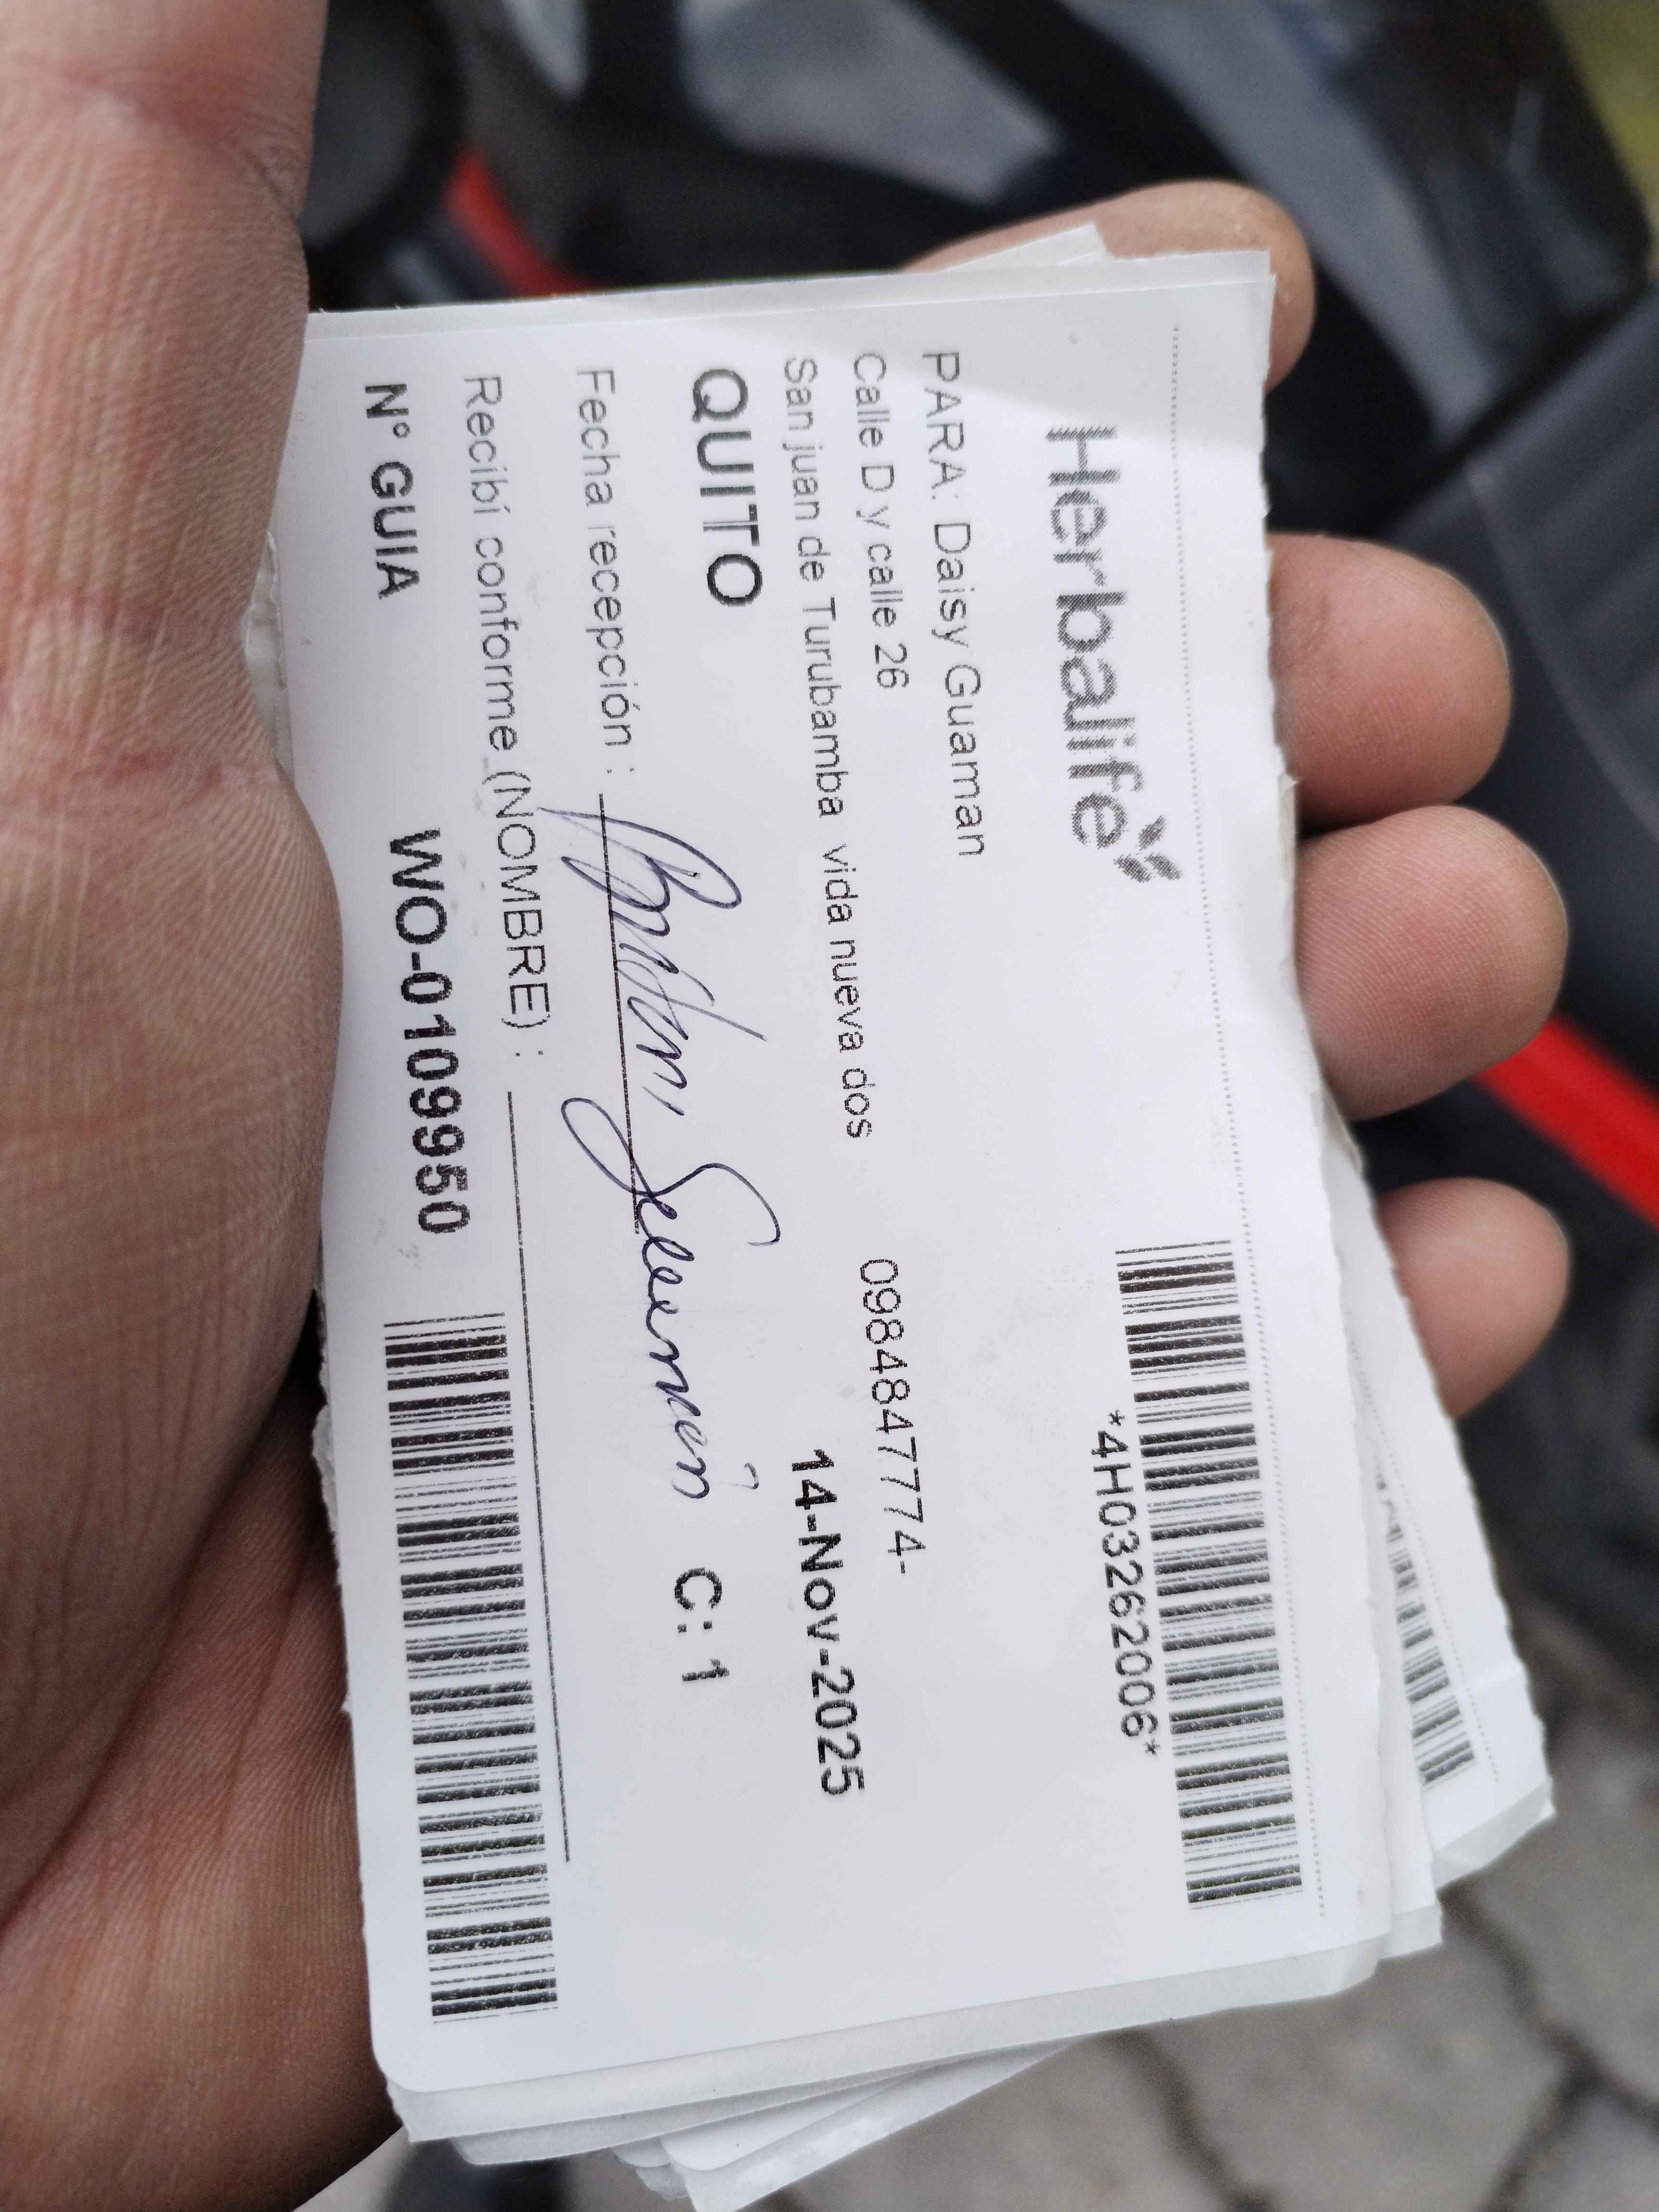 Herbalife
*4H03262006*
PARA: Daisy Guaman
Calle D y calle 26 0984847774-
San juan de Turubamba vida nueva dos
QUITO 14-Nov-2025
Fecha recepción : C: 1
Recibí conforme (NOMBRE) :
N° GUIA WO-0109950